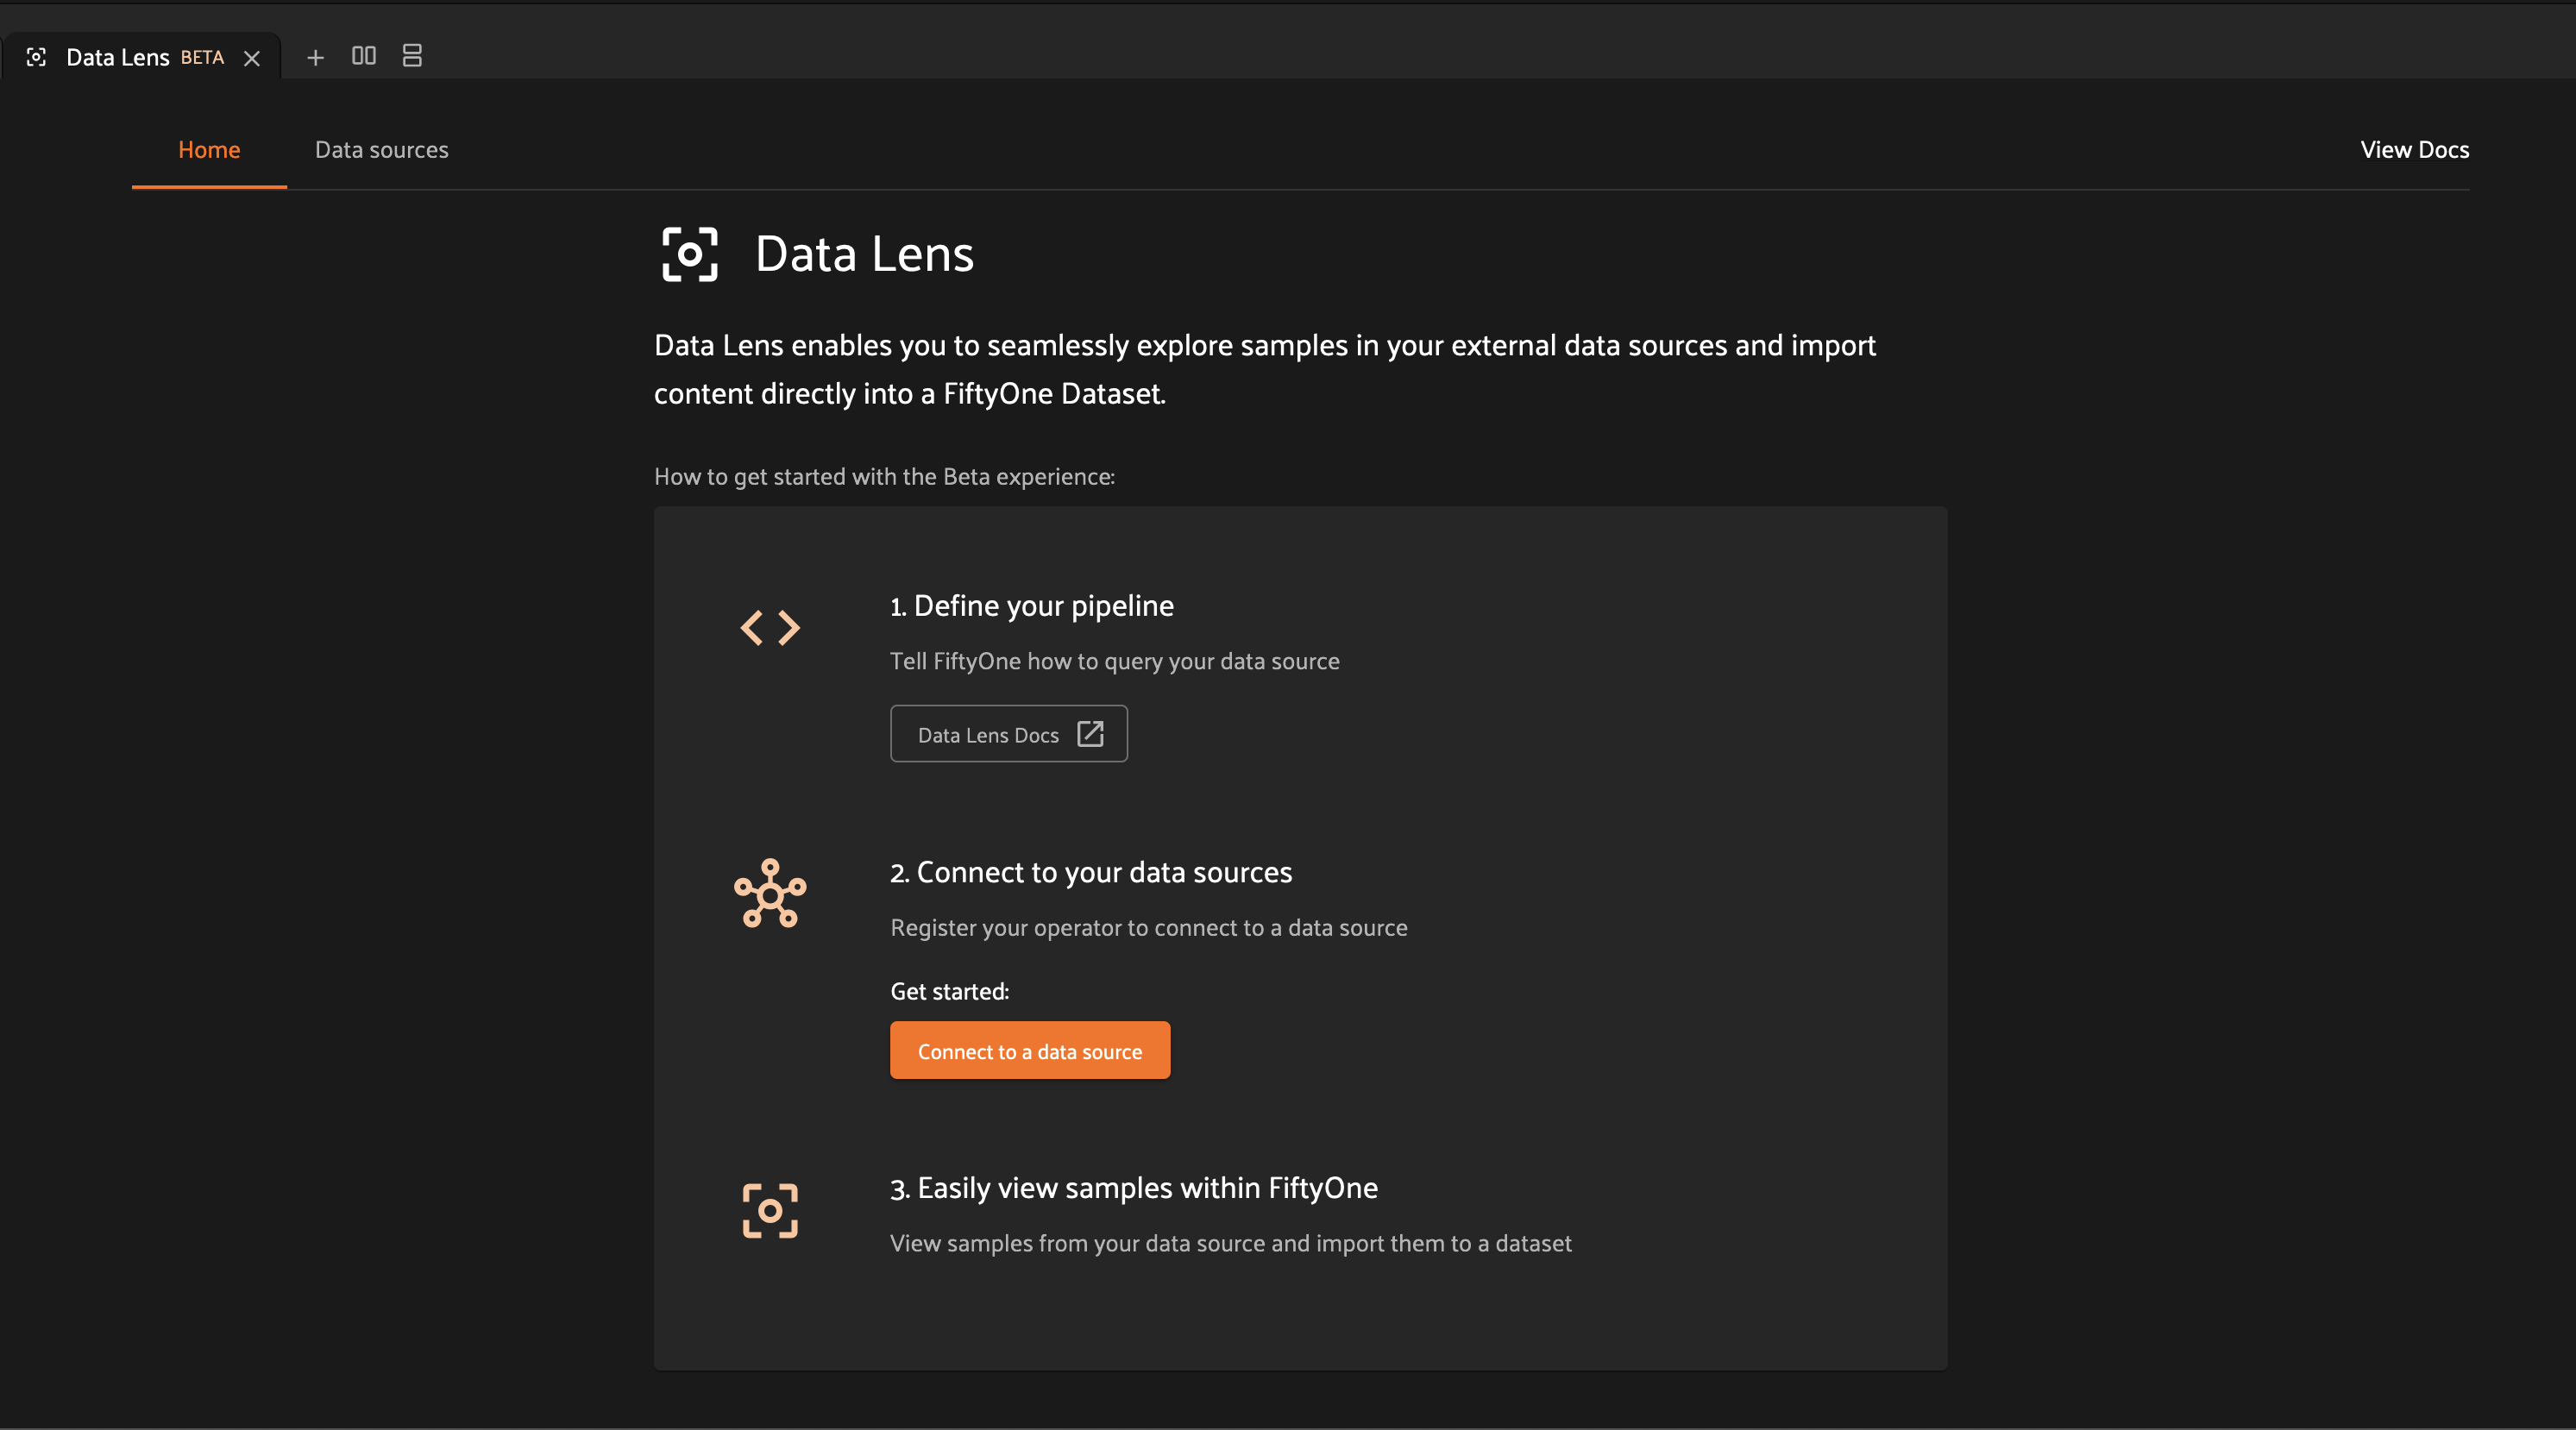 Data Lens BETA
Home
Data sources
View Docs
Data Lens
Data Lens enables you to seamlessly explore samples in your external data sources and import
content directly into a FiftyOne Dataset.
How to get started with the Beta experience:
1. Define your pipeline
Tell FiftyOne how to query your data source
Data Lens Docs
2. Connect to your data sources
Register your operator to connect to a data source
Get started:
Connect to a data source
3. Easily view samples within FiftyOne
View samples from your data source and import them to a dataset